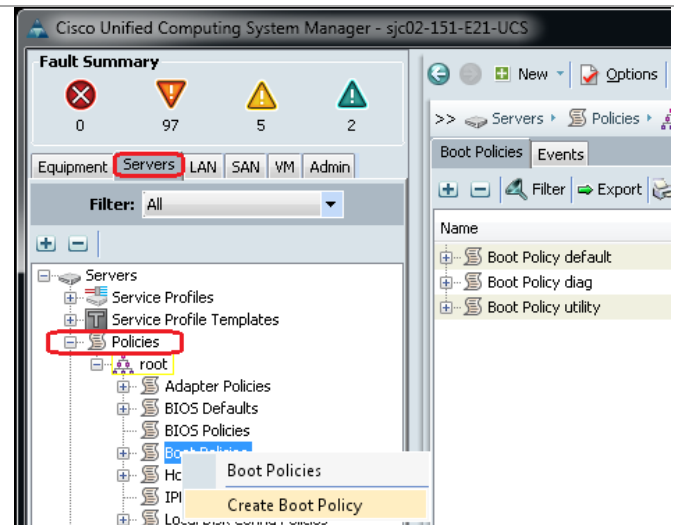 Cisco Unified Computing System Manager - sjc02-151-E21-UCS
Fault Summary
0 97 5 2
Equipment Servers LAN SAN VM Admin
Filter: All
Servers
Service Profiles
Service Profile Templates
Policies
root
Adapter Policies
BIOS Defaults
BIOS Policies
Boot Policies
Boot Policies
Create Boot Policy
New Options
>> Servers Policies
Boot Policies Events
Filter Export
Name
Boot Policy default
Boot Policy diag
Boot Policy utility